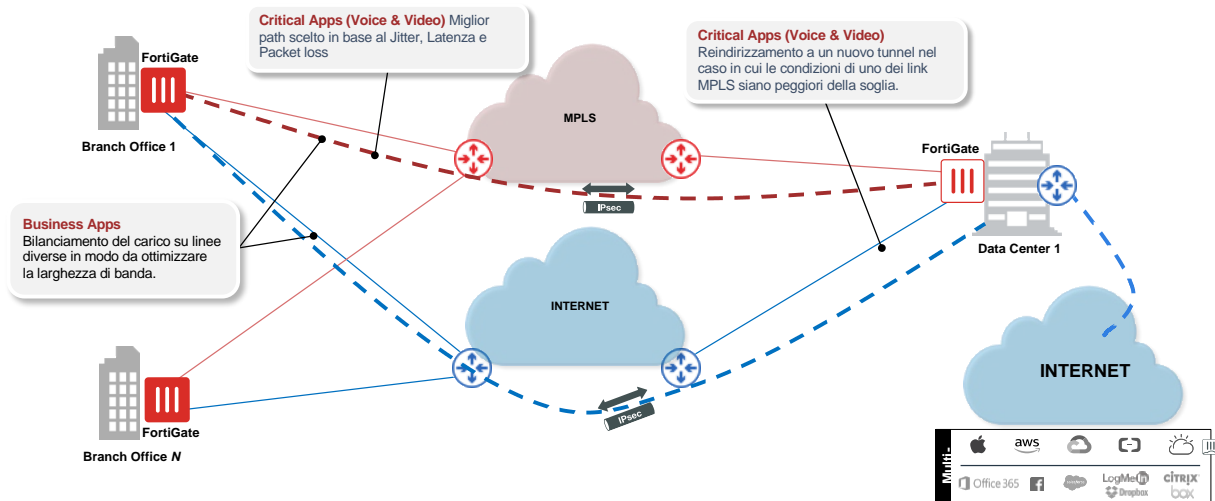 Critical Apps (Voice & Video) Miglior
path scelto in base al Jitter, Latenza e
Packet loss
Critical Apps (Voice & Video)
Reindirizzamento a un nuovo tunnel nel
caso in cui le condizioni di uno dei link
MPLS siano peggiori della soglia.
FortiGate
Branch Office 1
MPLS
FortiGate
IPsec
Data Center 1
Business Apps
Bilanciamento del carico su linee
diverse in modo da ottimizzare
la larghezza di banda.
INTERNET
INTERNET
IPsec
FortiGate
Branch Office N
Multi-
aws
Office 365
LogMeIn
Dropbox
CITRIX
box